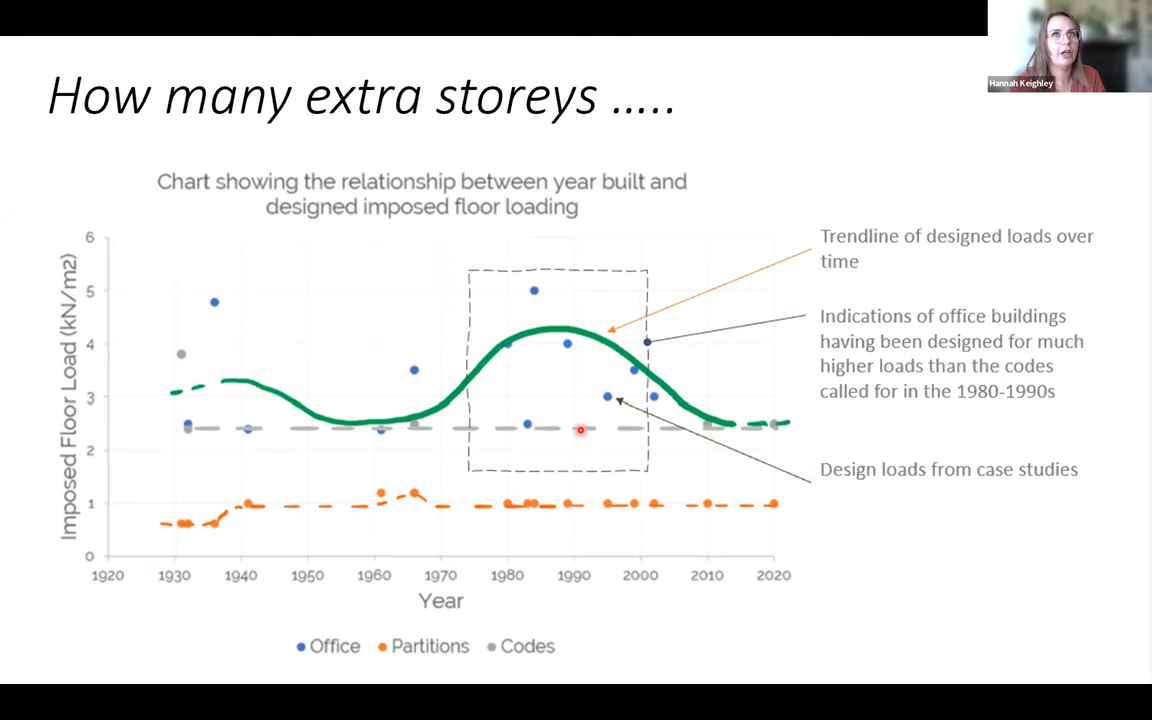 Hannah Keighley
How many extra storeys .....
Chart showing the relationship between year built and
designed imposed floor loading
Imposed Floor Load (kN/m2)
6
5
4
3
2
1
0
1920 1930 1940 1950 1960 1970 1980 1990 2000 2010 2020
Year
Office Partitions Codes
Trendline of designed loads over
time
Indications of office buildings
having been designed for much
higher loads than the codes
called for in the 1980-1990s
Design loads from case studies